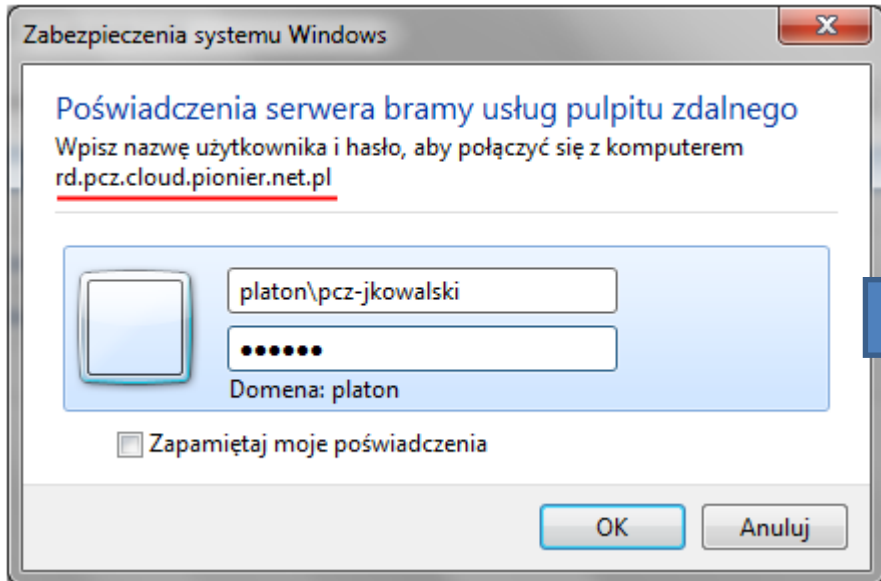 Zabezpieczenia systemu Windows
Poświadczenia serwera bramy usług pulpitu zdalnego
Wpisz nazwę użytkownika i hasło, aby połączyć się z komputerem
rd.pcz.cloud.pionier.net.pl
platon\pcz-jkowalski
●●●●●●
Domena: platon
Zapamiętaj moje poświadczenia
OK Anuluj